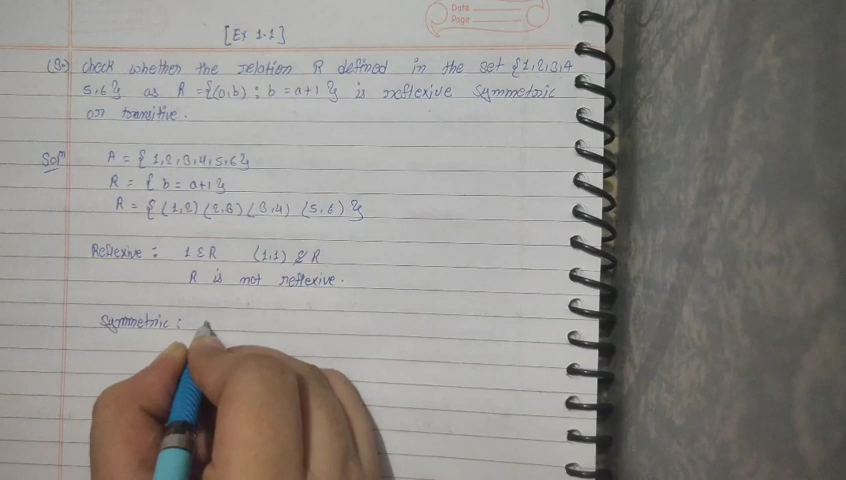 Date
Page
[Ex 1.1]
(Q.) Check whether the relation R defined in the set {1,2,3,4
5,6} as R = {(a,b) : b = a+1} is reflexive symmetric
or transitive.
Solⁿ A = {1,2,3,4,5,6}
R = { b = a+1}
R = { (1,2) (2,3) (3,4) (5,6) }
Reflexive : 1 ∈ R (1,1) ∉ R
R is not reflexive.
Symmetric :